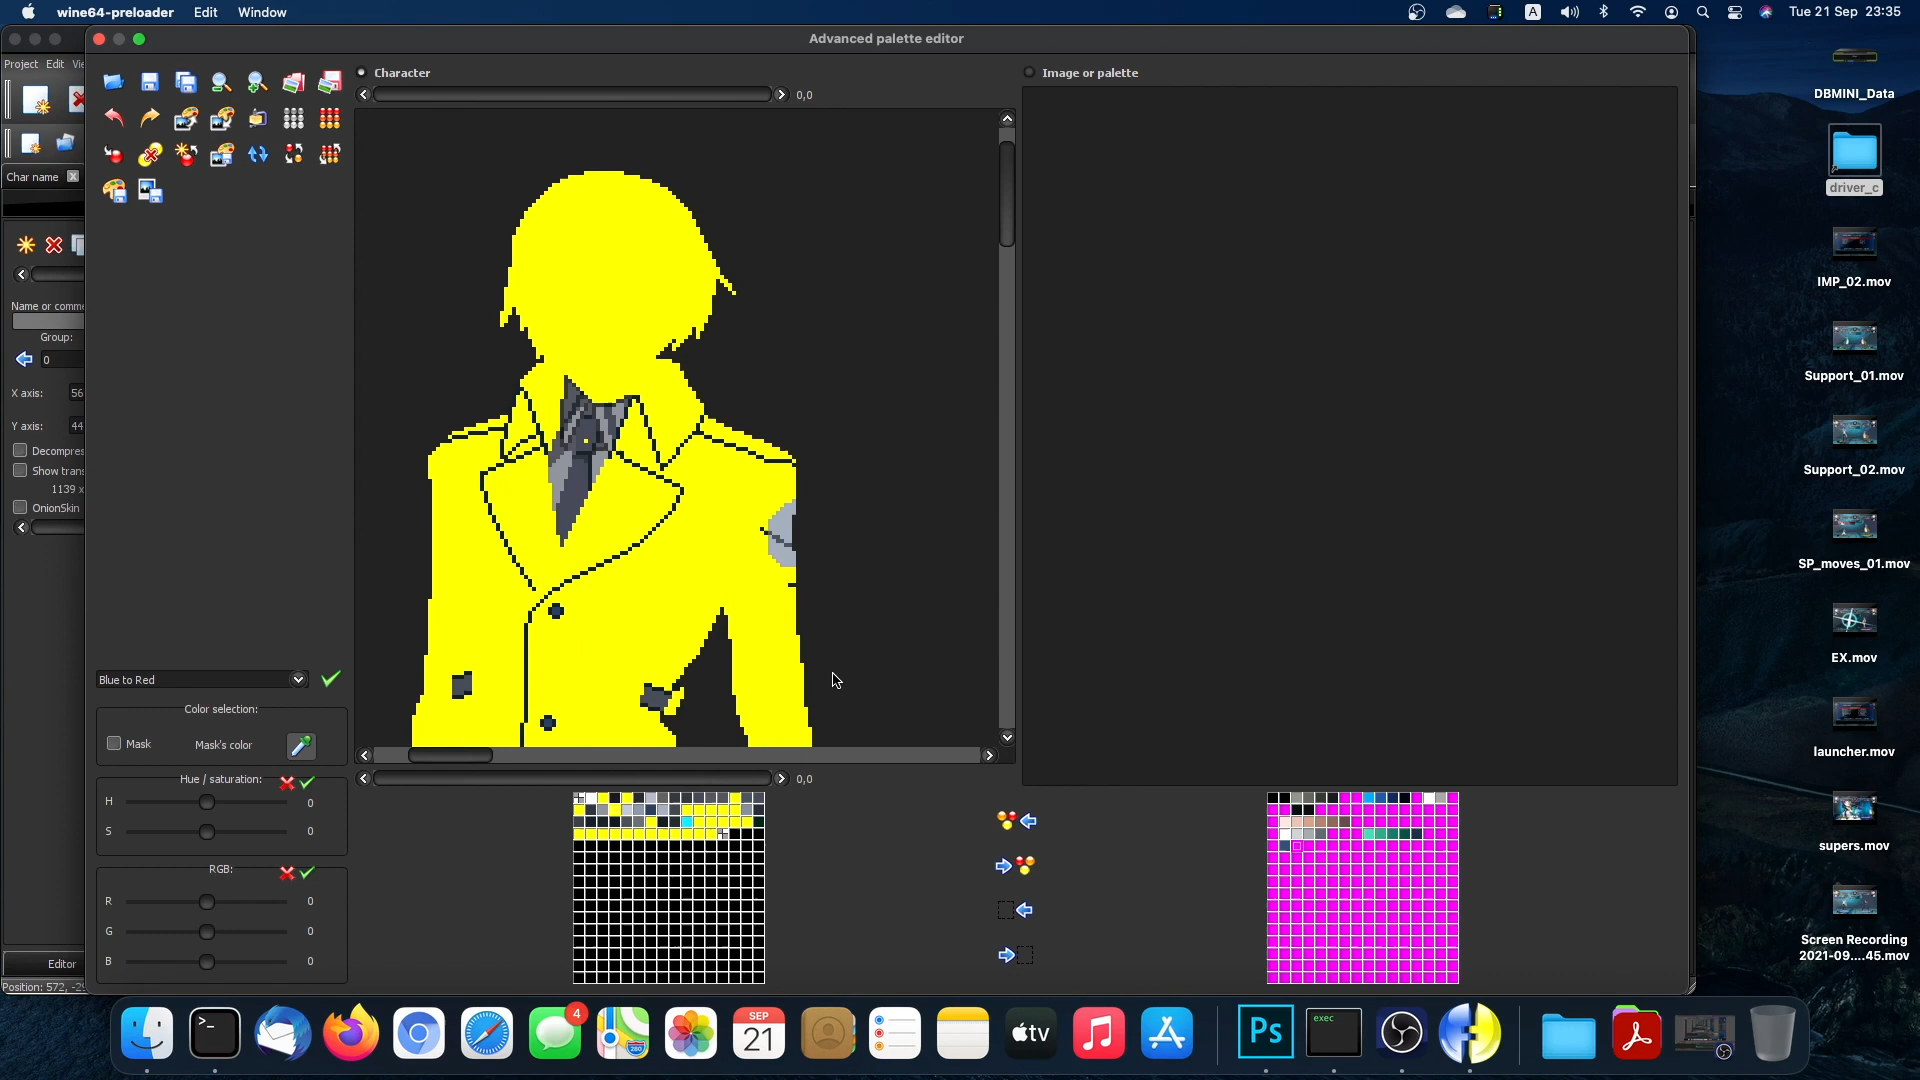 wine64-preloader Edit Window
A
Tue 21 Sep 23:35
Advanced palette editor
Project Edit
Character
0,0
Image or palette
DBMINI_Data
driver_c
Char name
IMP_02.mov
Name or comme
Group:
0
X axis: 56
Support_01.mov
Y axis: 44
Decompres
Show tran
1139 x
OnionSkin
Support_02.mov
SP_moves_01.mov
EX.mov
Blue to Red
Color selection:
Mask Mask's color
launcher.mov
Hue / saturation:
0,0
H 0
S 0
supers.mov
RGB:
R 0
G 0
B 0
Screen Recording
2021-09....45.mov
Editor
Position: 572, -2
4
SEP
21
280
tv
Ps
exec